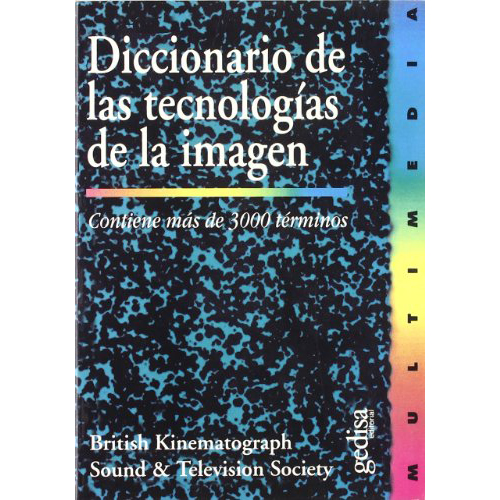 Diccionario de
las tecnologías
de la imagen
Contiene más de 3000 términos
British Kinematograph
Sound & Television Society
gedisa
editorial
MULTIMEDIA